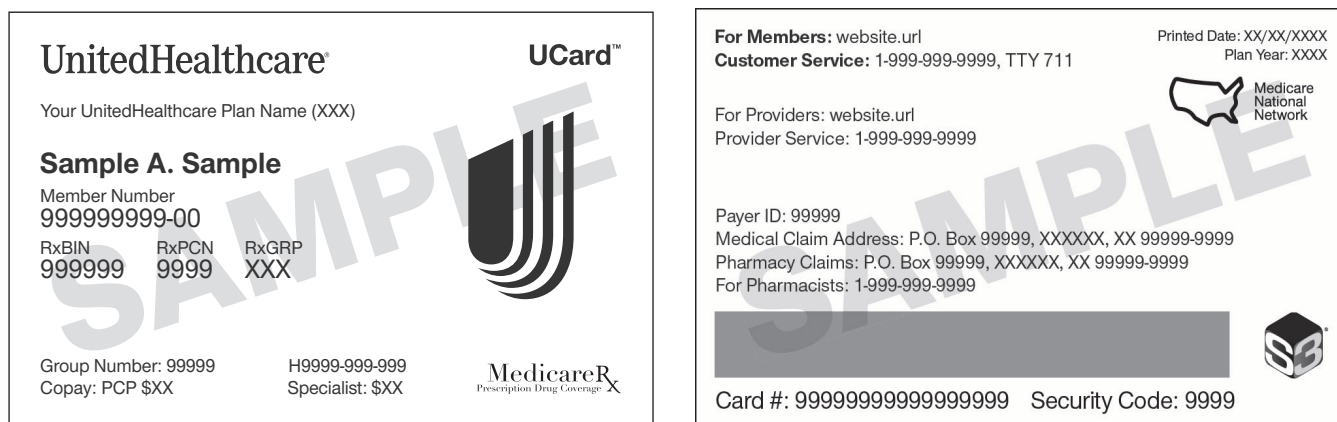 UnitedHealthcare®
UCard™
Your UnitedHealthcare Plan Name (XXX)
Sample A. Sample
Member Number
999999999-00
RxBIN RxPCN RxGRP
999999 9999 XXX
Group Number: 99999 H9999-999-999
Copay: PCP $XX Specialist: $XX
MedicareRx
Prescription Drug Coverage
SAMPLE
For Members: website.url
Customer Service: 1-999-999-9999, TTY 711
Printed Date: XX/XX/XXXX
Plan Year: XXXX
Medicare
National
Network
For Providers: website.url
Provider Service: 1-999-999-9999
Payer ID: 99999
Medical Claim Address: P.O. Box 99999, XXXXXX, XX 99999-9999
Pharmacy Claims: P.O. Box 99999, XXXXXX, XX 99999-9999
For Pharmacists: 1-999-999-9999
S3®
Card #: 99999999999999999 Security Code: 9999
SAMPLE